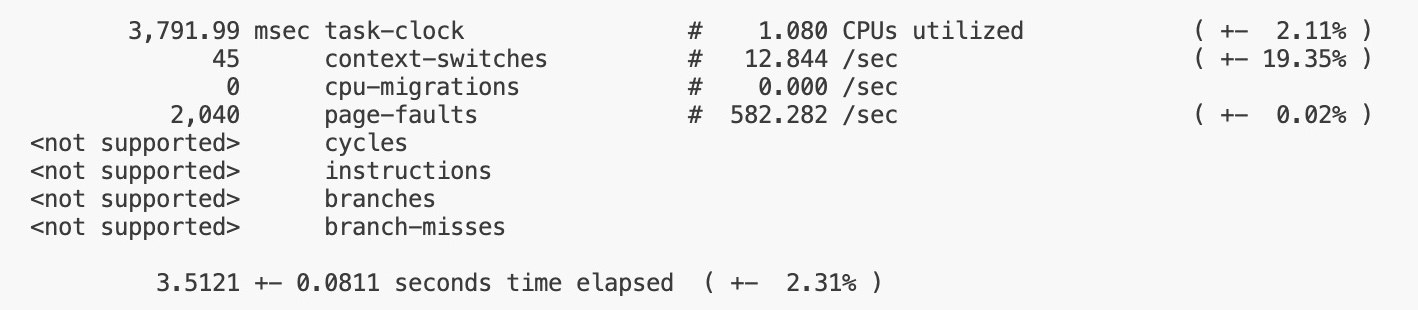 3,791.99 msec task-clock                #    1.080 CPUs utilized            ( +-  2.11% )
45      context-switches          #   12.844 /sec                     ( +- 19.35% )
0      cpu-migrations            #    0.000 /sec
2,040      page-faults               #  582.282 /sec                     ( +-  0.02% )
<not supported>      cycles
<not supported>      instructions
<not supported>      branches
<not supported>      branch-misses
3.5121 +- 0.0811 seconds time elapsed  ( +-  2.31% )